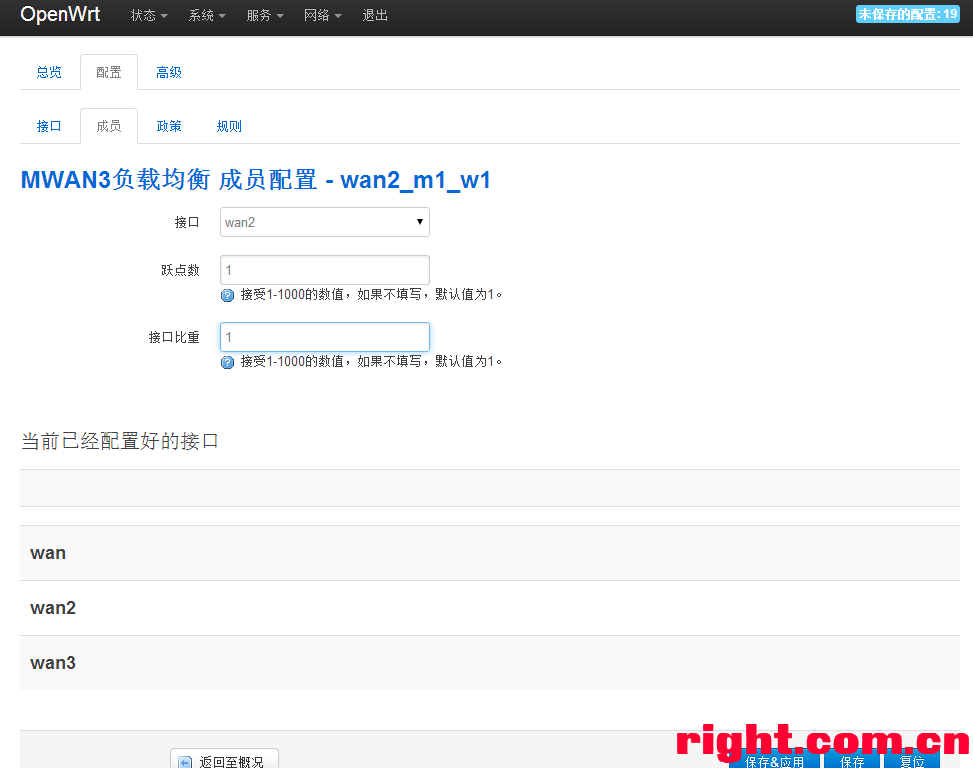 OpenWrt 状态 系统 服务 网络 退出 未保存的配置: 19
总览 配置 高级
接口 成员 政策 规则
MWAN3负载均衡 成员配置 - wan2_m1_w1
接口 wan2
跃点数 1
接受1-1000的数值，如果不填写，默认值为1。
接口比重 1
接受1-1000的数值，如果不填写，默认值为1。
当前已经配置好的接口
wan
wan2
wan3
right.com.cn
返回至概况 保存&应用 保存 复位